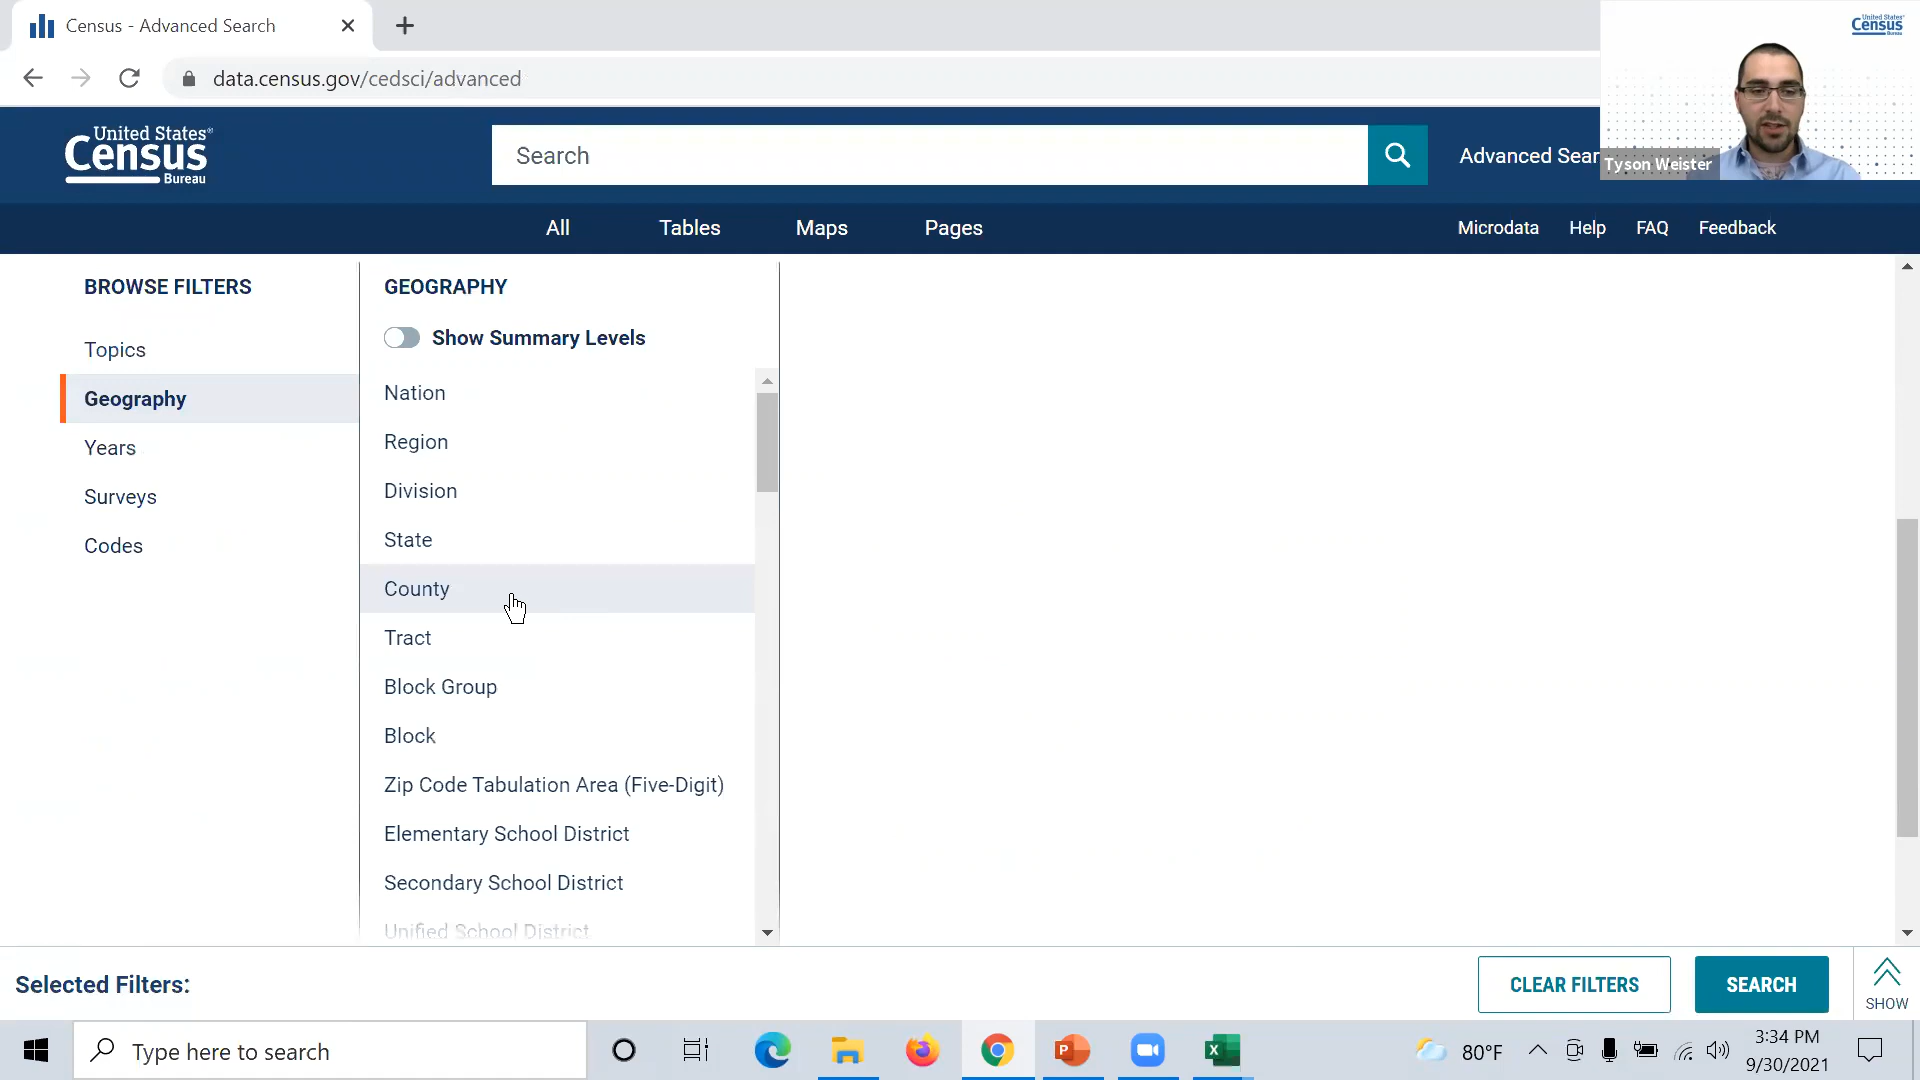 Census - Advanced Search
data.census.gov/cedsci/advanced
United States®
Census
Bureau
Search
Advanced Sear
United States
Census
Bureau
Tyson Weister
All
Tables
Maps
Pages
Microdata
Help
FAQ
Feedback
BROWSE FILTERS
Topics
Geography
Years
Surveys
Codes
GEOGRAPHY
Show Summary Levels
Nation
Region
Division
State
County
Tract
Block Group
Block
Zip Code Tabulation Area (Five-Digit)
Elementary School District
Secondary School District
Unified School District
Selected Filters:
CLEAR FILTERS
SEARCH
SHOW
Type here to search
80°F
3:34 PM
9/30/2021